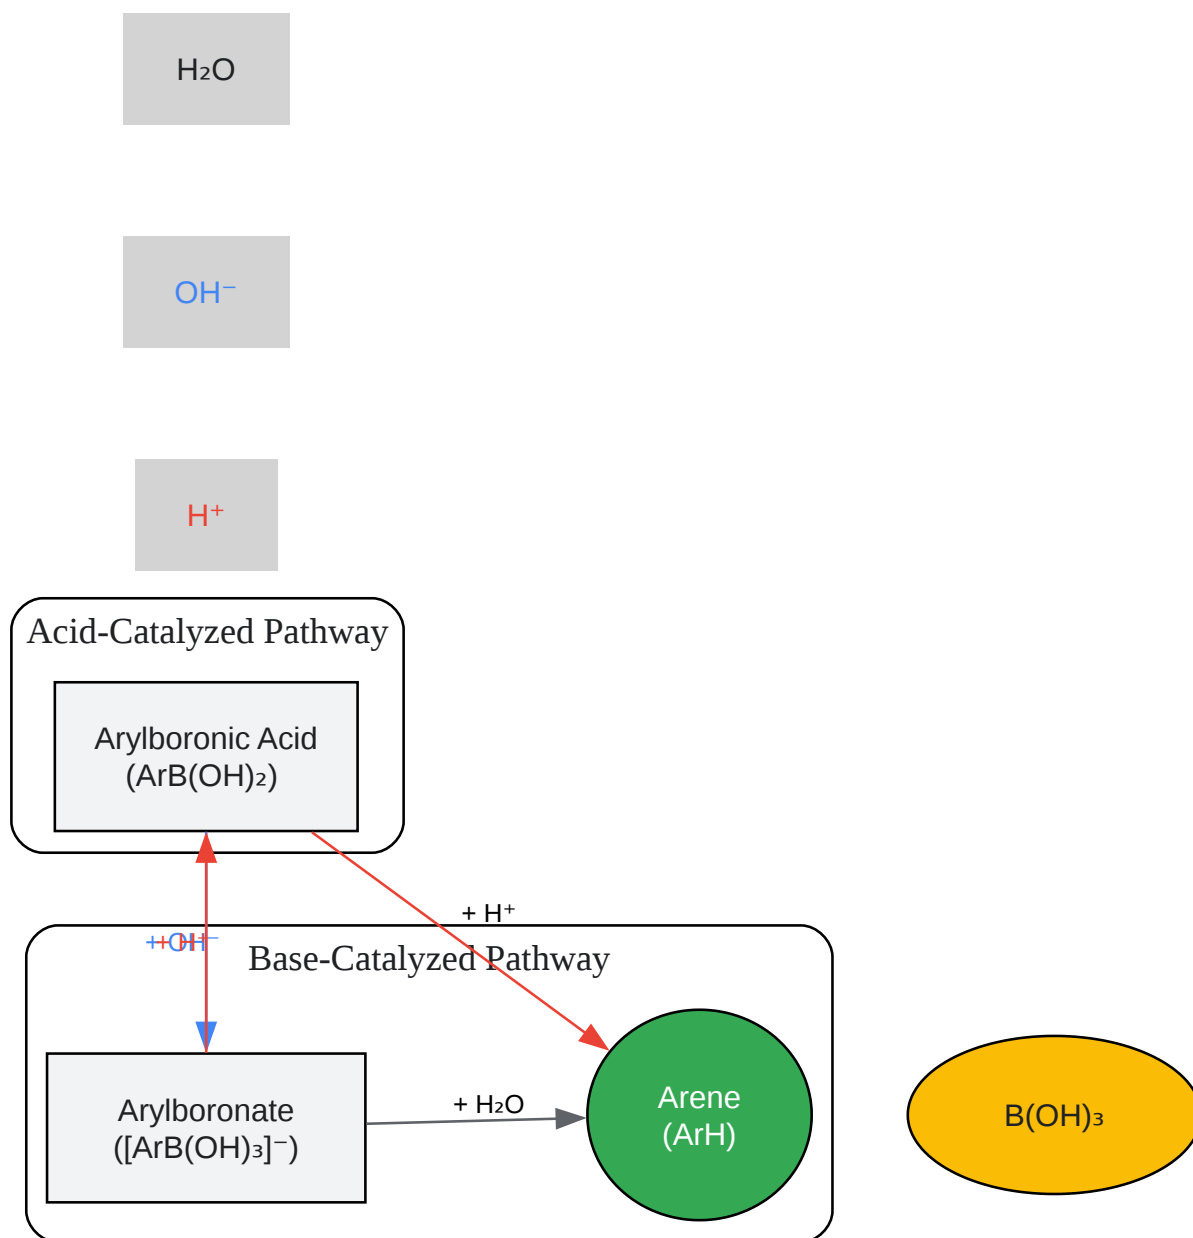 H₂O
OH⁻
H⁺
Acid-Catalyzed Pathway
Arylboronic Acid
(ArB(OH)₂)
+ H⁺
+ OH⁻
+ H⁺
Base-Catalyzed Pathway
Arylboronate
([ArB(OH)₃]⁻)
+ H₂O
Arene
(ArH)
B(OH)₃